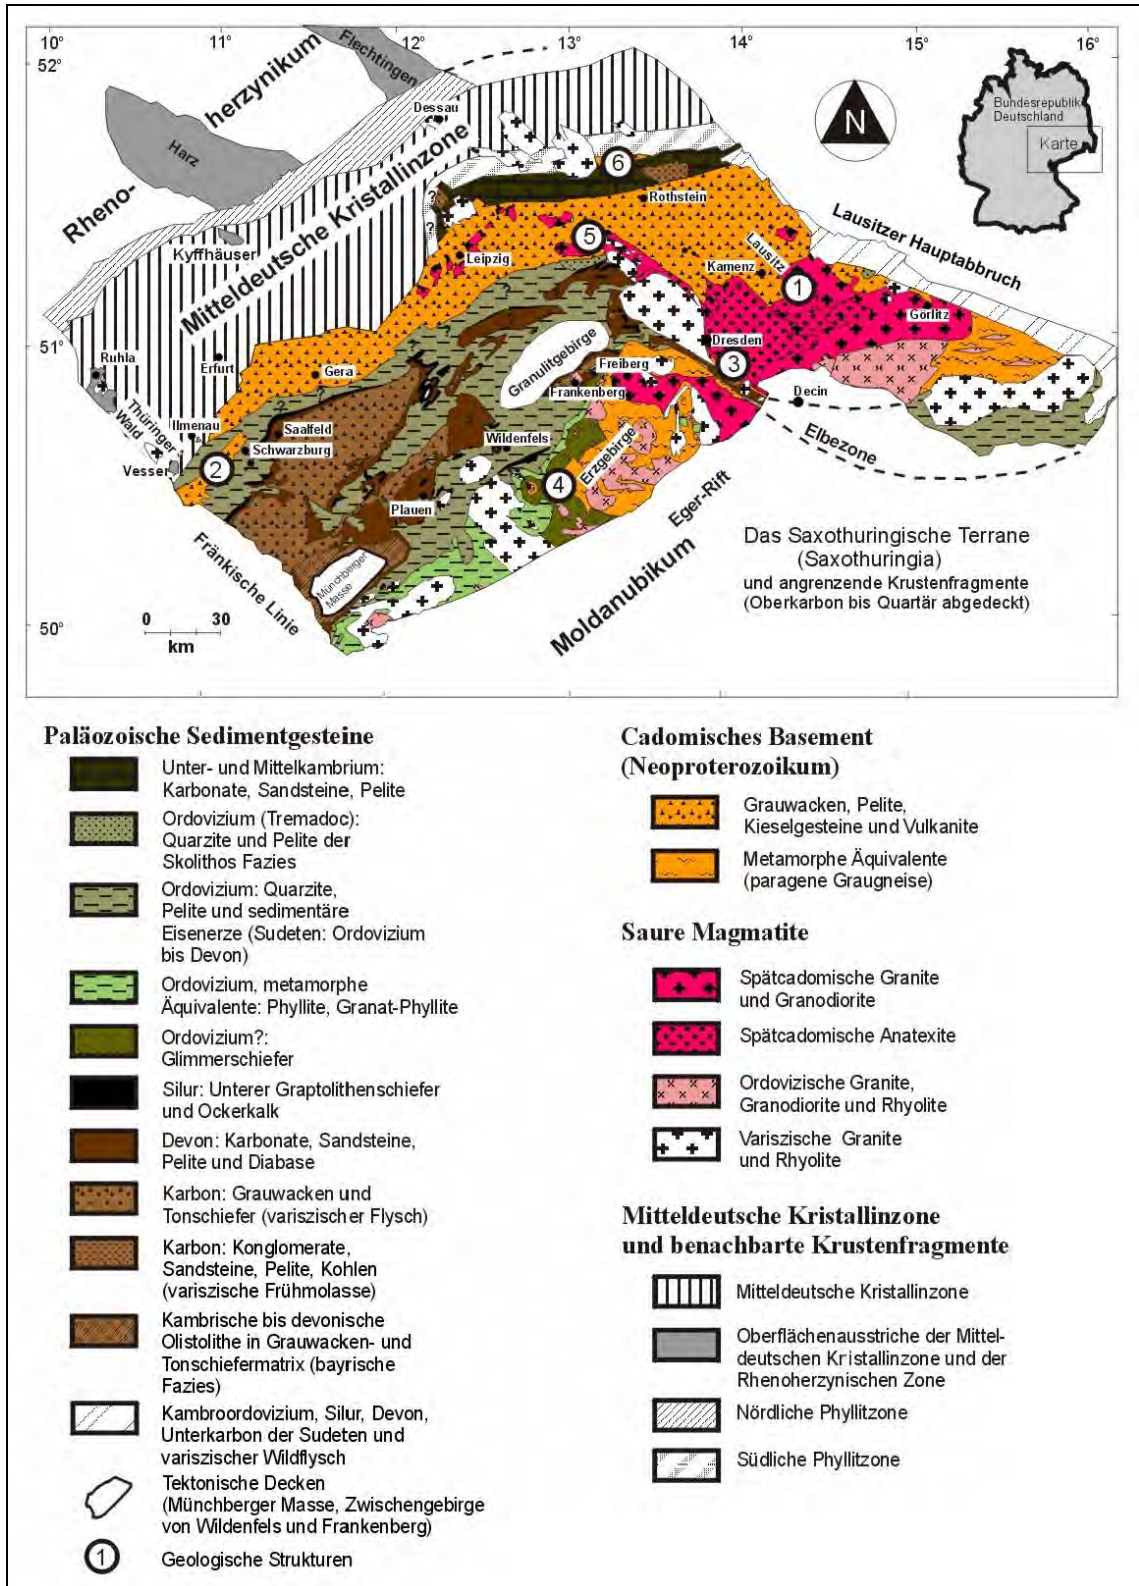 10°
11°
13°
14°
15°
16°
52°
51°
50°
Rheno-
herzynikum
Flechtingen
Harz
Dessau
Mitteldeutsche Kristallinzone
Kyffhäuser
N
Bundesrepublik
Deutschland
Karte
6
Rothstein
5
Leipzig
Lausitz
Kamenz
1
Lausitzer Hauptabbruch
Görlitz
Ruhla
Erfurt
Gera
Granulitgebirge
Dresden
Freiberg
3
Frankenberg
Decin
Thüringer
Wald
Ilmenau
Saalfeld
Schwarzburg
Wildenfels
Erzgebirge
Elbezone
Vesser
2
4
Plauen
Eger-Rift
Fränkische Linie
Münchberger
Masse
Moldanubikum
Das Saxothuringische Terrane
(Saxothuringia)
und angrenzende Krustenfragmente
(Oberkarbon bis Quartär abgedeckt)
0 30
km
Paläozoische Sedimentgesteine
Unter- und Mittelkambrium:
Karbonate, Sandsteine, Pelite
Ordovizium (Tremadoc):
Quarzite und Pelite der
Skolithos Fazies
Ordovizium: Quarzite,
Pelite und sedimentäre
Eisenerze (Sudeten: Ordovizium
bis Devon)
Ordovizium, metamorphe
Äquivalente: Phyllite, Granat-Phyllite
Ordovizium?:
Glimmerschiefer
Silur: Unterer Graptolithenschiefer
und Ockerkalk
Devon: Karbonate, Sandsteine,
Pelite und Diabase
Karbon: Grauwacken und
Tonschiefer (variszischer Flysch)
Karbon: Konglomerate,
Sandsteine, Pelite, Kohlen
(variszische Frühmolasse)
Kambrische bis devonische
Olistolithe in Grauwacken- und
Tonschiefermatrix (bayrische
Fazies)
Kambroordovizium, Silur, Devon,
Unterkarbon der Sudeten und
variszischer Wildflysch
Tektonische Decken
(Münchberger Masse, Zwischengebirge
von Wildenfels und Frankenberg)
1
Geologische Strukturen
Cadomisches Basement
(Neoproterozoikum)
Grauwacken, Pelite,
Kieselgesteine und Vulkanite
Metamorphe Äquivalente
(paragene Graugneise)
Saure Magmatite
Spätcadomische Granite
und Granodiorite
Spätcadomische Anatexite
Ordovizische Granite,
Granodiorite und Rhyolite
Variszische Granite
und Rhyolite
Mitteldeutsche Kristallinzone
und benachbarte Krustenfragmente
Mitteldeutsche Kristallinzone
Oberflächenausstriche der Mittel-
deutschen Kristallinzone und der
Rhenoherzynischen Zone
Nördliche Phyllitzone
Südliche Phyllitzone